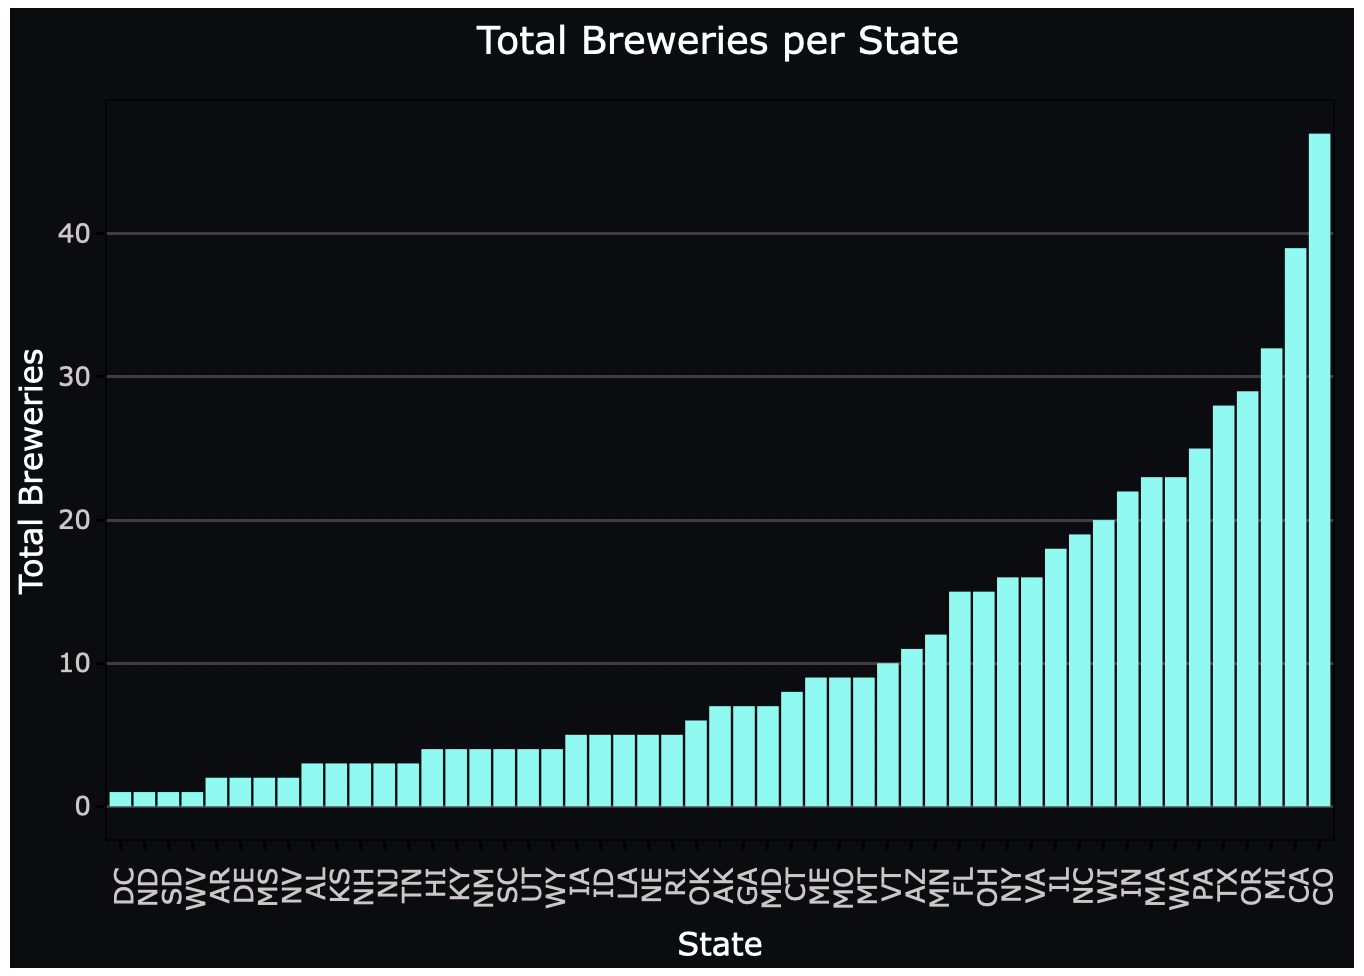 Total Breweries per State
Total Breweries
40
30
20
10
0
DC ND SD WV AR DE MS NV AL KS NH NJ TN HI KY NM SC UT WY IA ID LA NE RI OK AK GA MD CT ME MO MT VT AZ MN FL OH NY VA IL NC WI IN MA WA PA TX OR MI CA CO
State